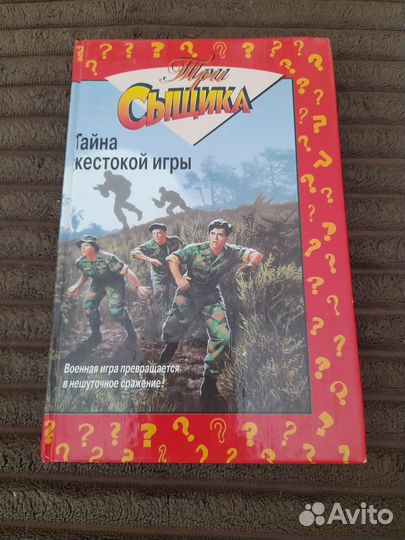 Три
Сыщика
Тайна
жестокой игры
Военная игра превращается
в нешуточное сражение!
Avito